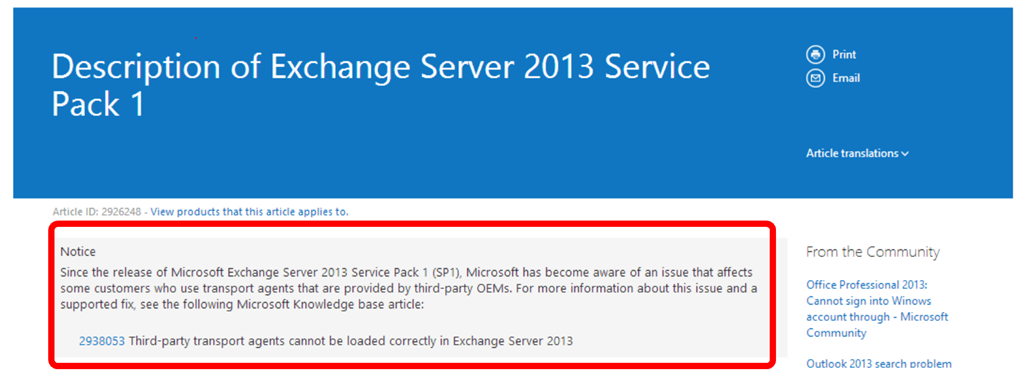 Description of Exchange Server 2013 Service
Pack 1
Print
Email
Article translations
Article ID: 2926248 - View products that this article applies to.
Notice
Since the release of Microsoft Exchange Server 2013 Service Pack 1 (SP1), Microsoft has become aware of an issue that affects
some customers who use transport agents that are provided by third-party OEMs. For more information about this issue and a
supported fix, see the following Microsoft Knowledge base article:
2938053 Third-party transport agents cannot be loaded correctly in Exchange Server 2013
From the Community
Office Professional 2013:
Cannot sign into Winows
account through - Microsoft
Community
Outlook 2013 search problem